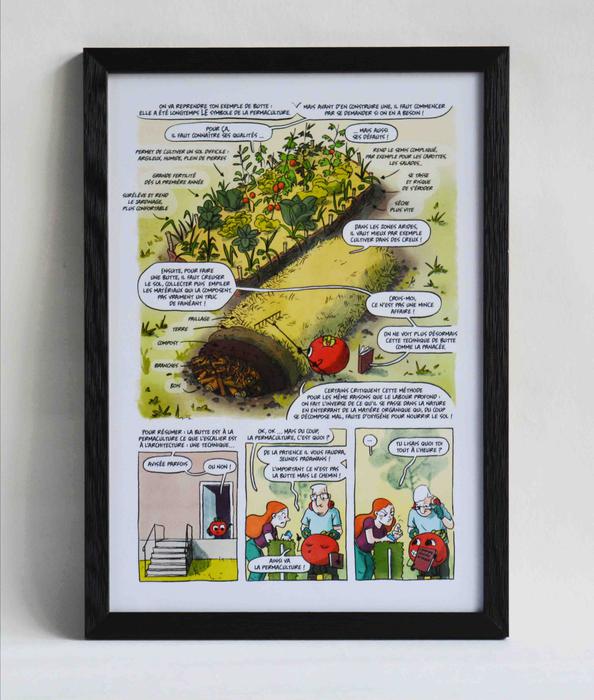 ON VA REPRENDRE TON EXEMPLE DE BUTTE :
ELLE A ÉTÉ LONGTEMPS LE SYMBOLE DE LA PERMACULTURE.
MAIS AVANT D'EN CONSTRUIRE UNE, IL FAUT COMMENCER
PAR SE DEMANDER SI ON EN A BESOIN !
POUR ÇA,
IL FAUT CONNAÎTRE SES QUALITÉS ...
... MAIS AUSSI
SES DÉFAUTS !
PERMET DE CULTIVER UN SOL DIFFICILE :
ARGILEUX, HUMIDE, PLEIN DE PIERRES
REND LE SEMIS COMPLIQUÉ,
PAR EXEMPLE POUR LES CAROTTES,
LES SALADES...
GRANDE FERTILITÉ
DÈS LA PREMIÈRE ANNÉE
SE TASSE
ET RISQUE
DE S'ÉRODER
SURÉLÈVE ET REND
LE JARDINAGE
PLUS CONFORTABLE
SÈCHE
PLUS VITE
DANS LES ZONES ARIDES,
IL VAUT MIEUX PAR EXEMPLE
CULTIVER DANS DES CREUX !
ENSUITE, POUR FAIRE
UNE BUTTE, IL FAUT CREUSER
LE SOL, COLLECTER PUIS EMPILER
LES MATÉRIAUX QUI LA COMPOSENT.
PAS VRAIMENT UN TRUC
DE FAINÉANT !
CROIS-MOI,
CE N'EST PAS UNE MINCE
AFFAIRE !
PAILLAGE
TERRE
COMPOST
BRANCHES
BOIS
ON NE VOIT PLUS DÉSORMAIS
CETTE TECHNIQUE DE BUTTE
COMME LA PANACÉE.
CERTAINS CRITIQUENT CETTE MÉTHODE
POUR LES MÊME RAISONS QUE LE LABOUR PROFOND :
ON FAIT L'INVERSE DE CE QU'IL SE PASSE DANS LA NATURE
EN ENTERRANT DE LA MATIÈRE ORGANIQUE QUI, DU COUP,
SE DÉCOMPOSE MAL, FAUTE D'OXYGÈNE POUR NOURRIR LE SOL !
POUR RÉSUMER : LA BUTTE EST À LA
PERMACULTURE CE QUE L'ESCALIER EST
À L'ARCHITECTURE : UNE TECHNIQUE...
AVISÉE PARFOIS
OU NON !
OK, OK ... MAIS DU COUP,
LA PERMACULTURE, C'EST QUOI ?
DE LA PATIENCE IL VOUS FAUDRA,
JEUNES PADAWANS !
L'IMPORTANT CE N'EST PAS
LA BUTTE MAIS LE CHEMIN !
AINSI VA
LA PERMACULTURE !
...
TU LISAIS QUOI TOI
TOUT À L'HEURE ?